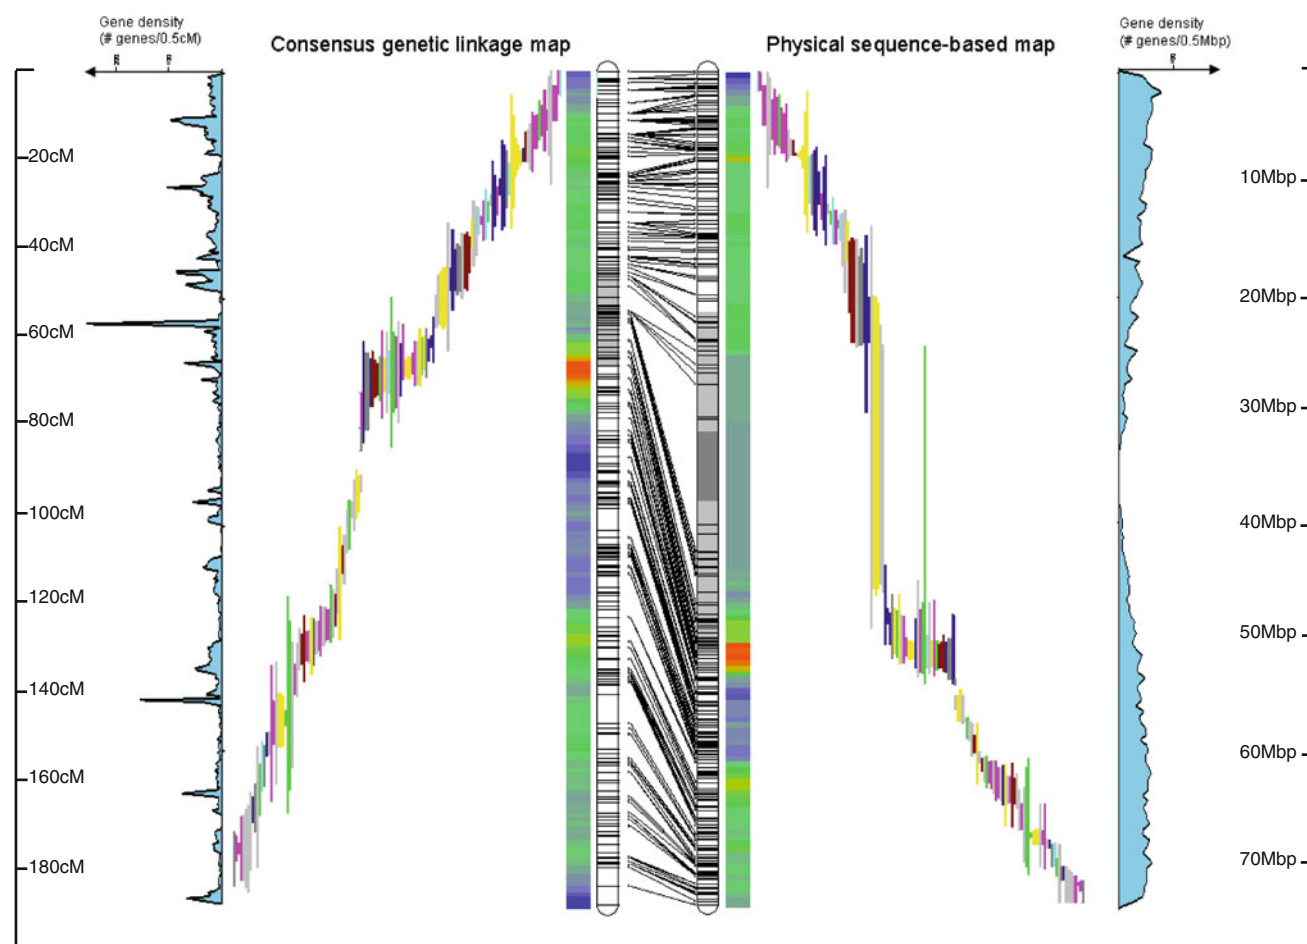 Gene density
(# genes/0.5cM)
Consensus genetic linkage map
Physical sequence-based map
Gene density
(# genes/0.5Mbp)
20cM
40cM
60cM
80cM
100cM
120cM
140cM
160cM
180cM
10Mbp
20Mbp
30Mbp
40Mbp
50Mbp
60Mbp
70Mbp